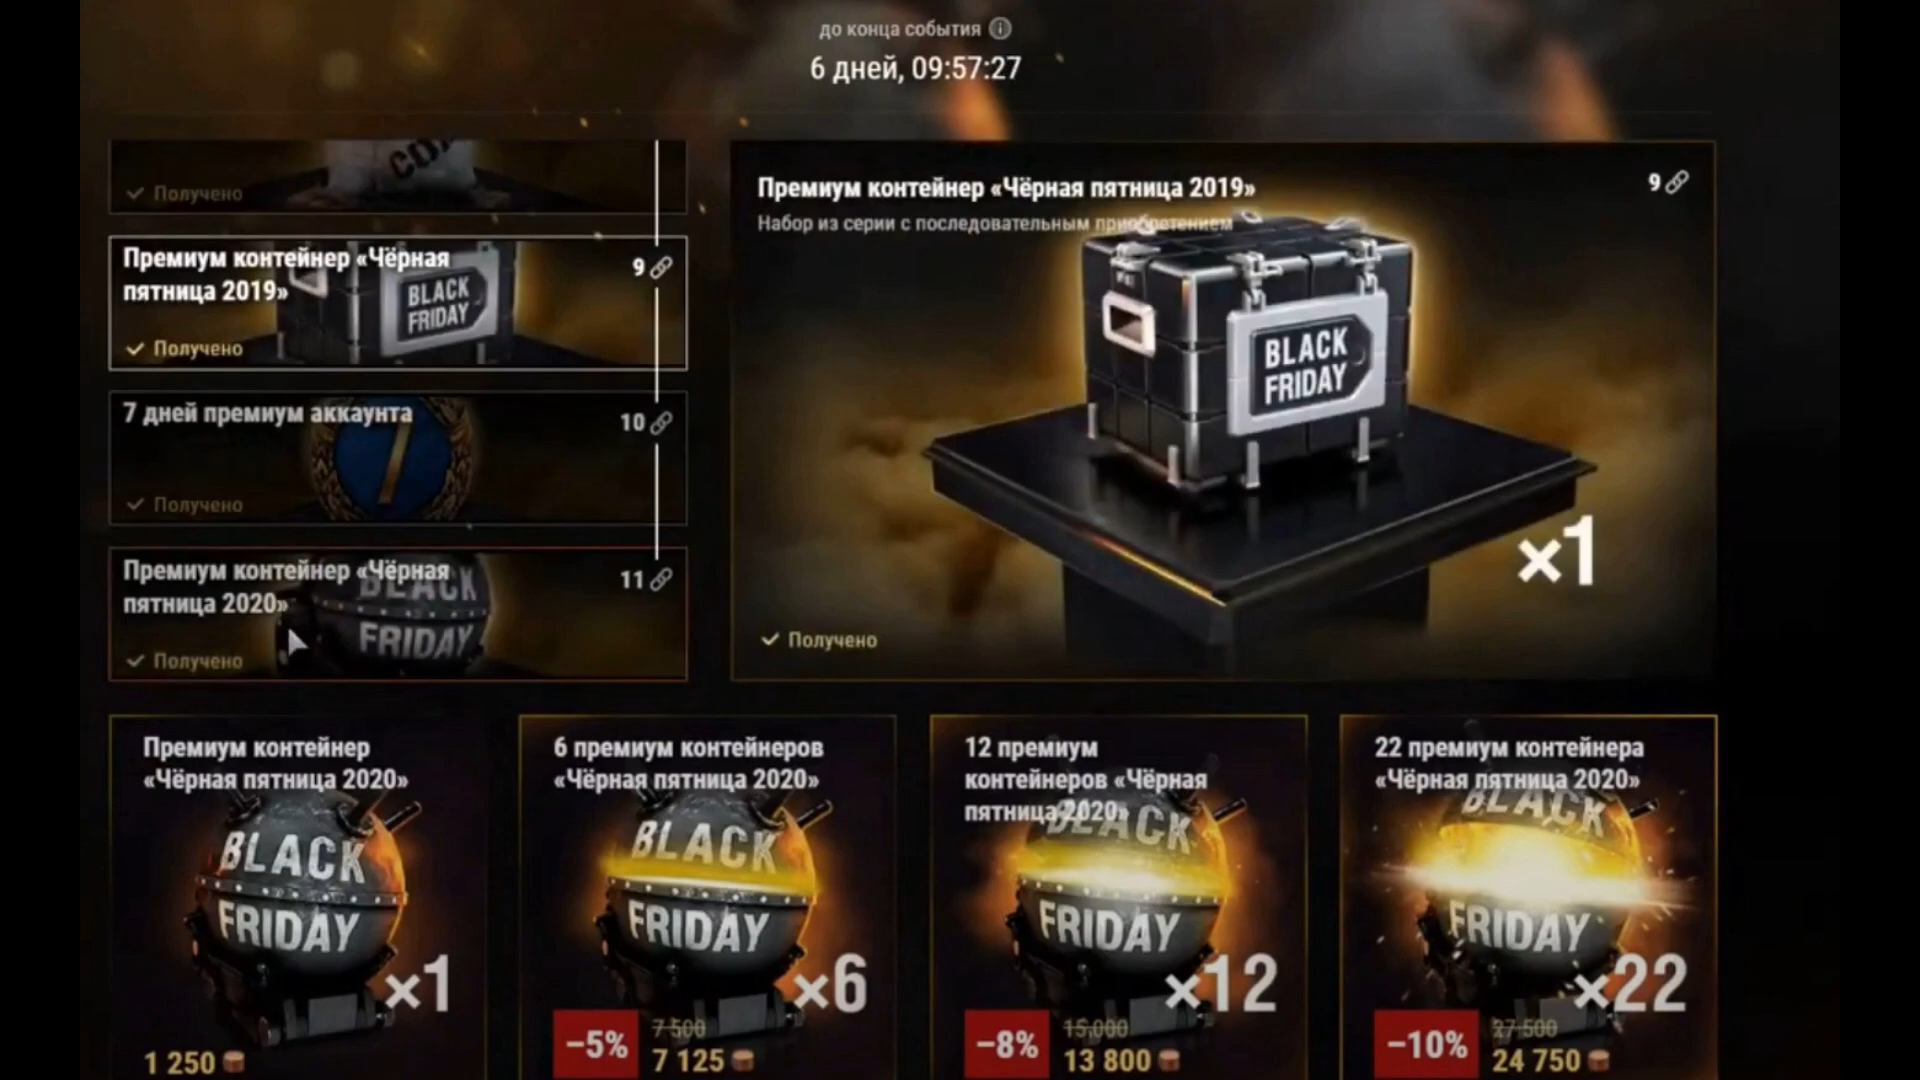 до конца события
6 дней, 09:57:27
Получено
Премиум контейнер «Чёрная
пятница 2019»
9
BLACK
FRIDAY
Получено
7 дней премиум аккаунта
10
7
Получено
Премиум контейнер «Чёрная
пятница 2020»
11
BLACK
FRIDAY
Получено
Премиум контейнер «Чёрная пятница 2019»
9
Набор из серии с последовательным приобретением
BLACK
FRIDAY
×1
Получено
Премиум контейнер
«Чёрная пятница 2020»
BLACK
FRIDAY
×1
1 250
6 премиум контейнеров
«Чёрная пятница 2020»
BLACK
FRIDAY
×6
−5%
7 500
7 125
12 премиум
контейнеров «Чёрная
пятница 2020»
BLACK
FRIDAY
×12
−8%
15 000
13 800
22 премиум контейнера
«Чёрная пятница 2020»
BLACK
FRIDAY
×22
−10%
27 500
24 750